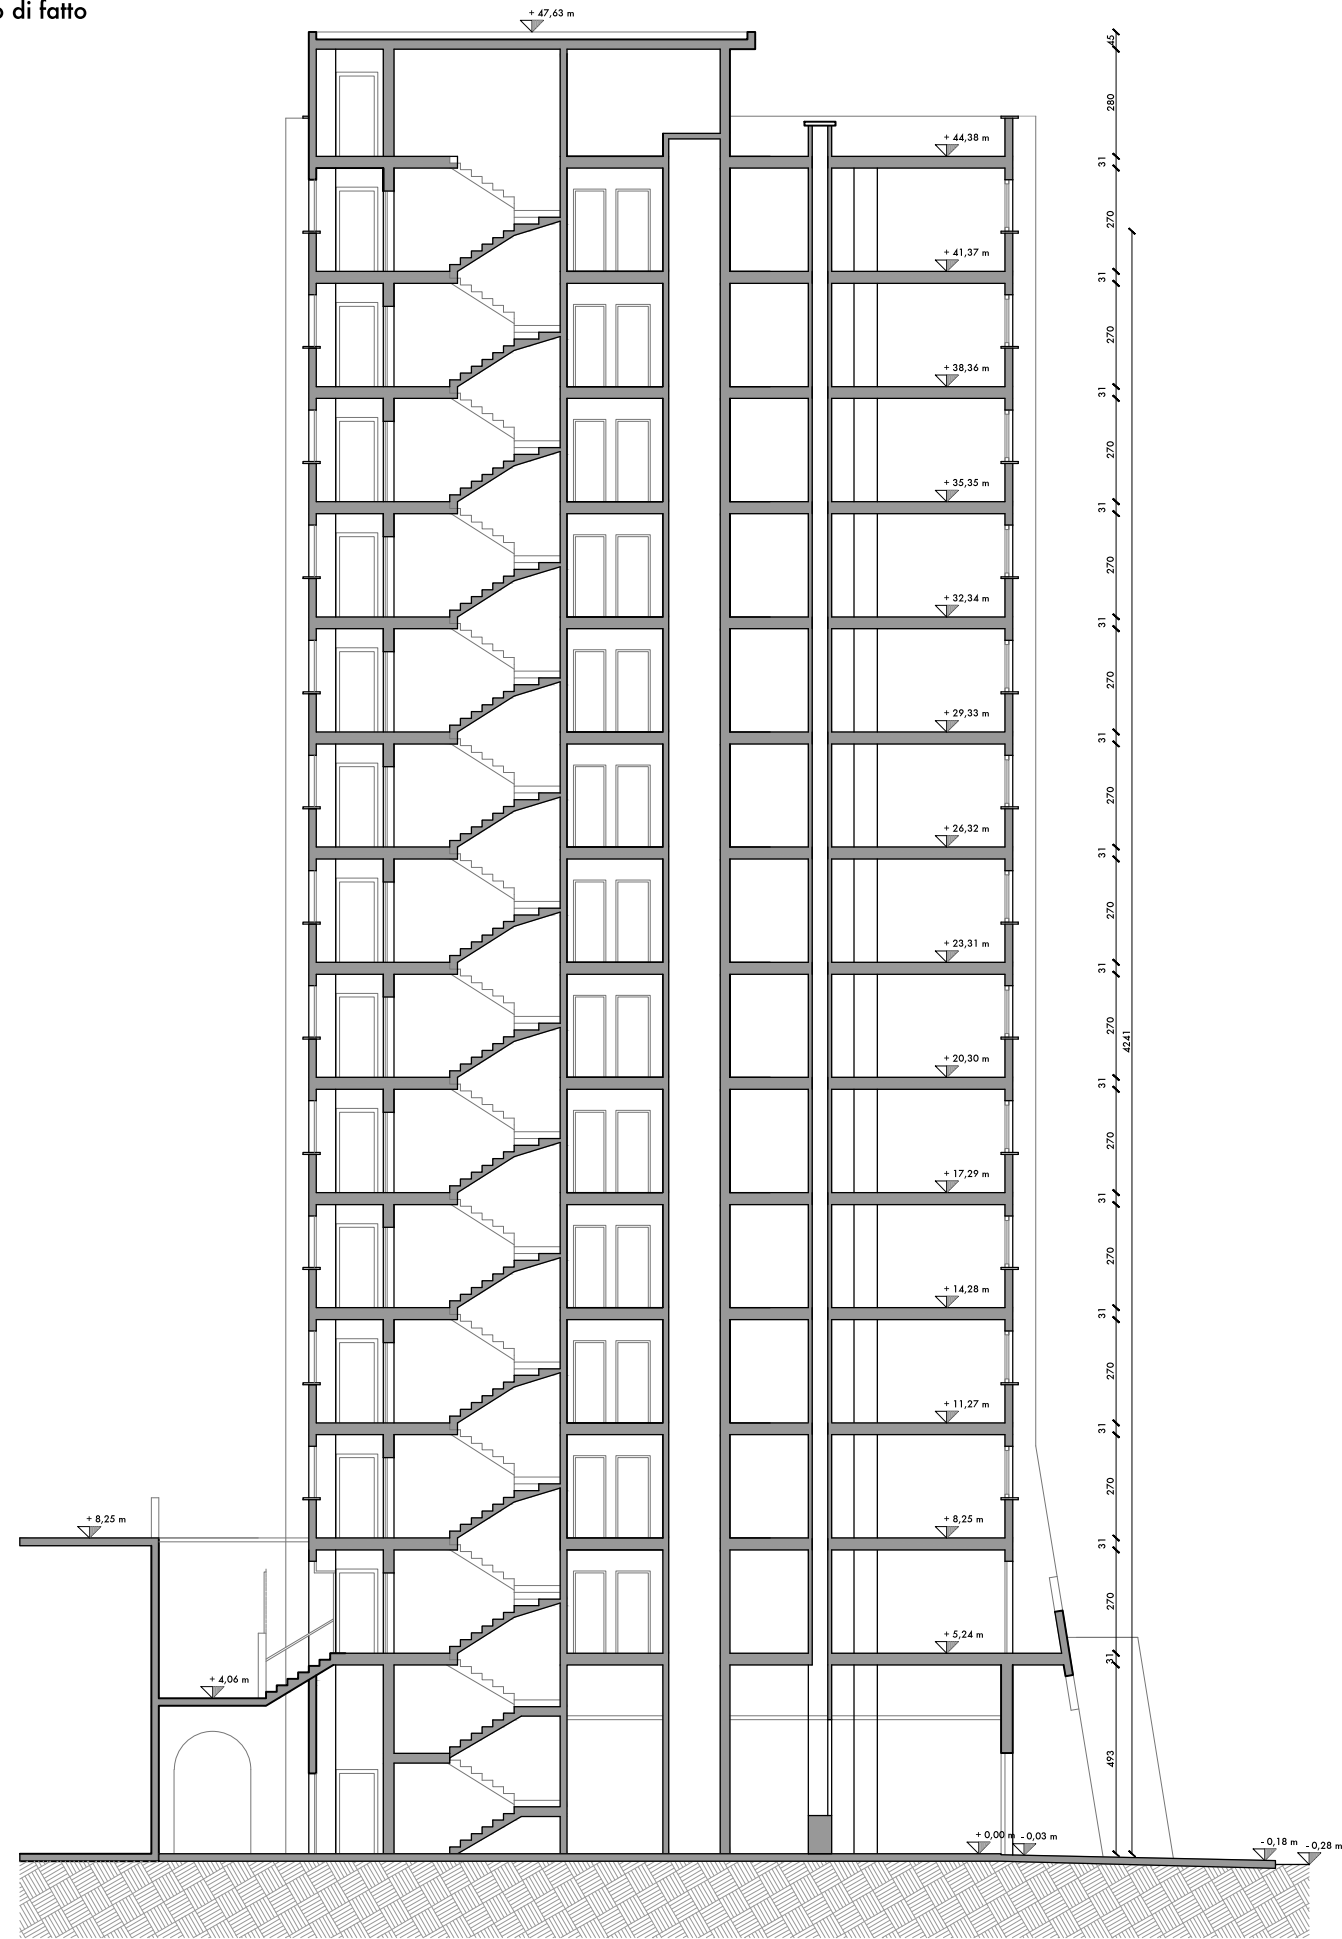 o di fatto
+ 47,63 m
45
280
+ 44,38 m
31
270
+ 41,37 m
31
270
+ 38,36 m
31
270
+ 35,35 m
31
270
+ 32,34 m
31
270
+ 29,33 m
31
270
+ 26,32 m
31
270
+ 23,31 m
31
270
4241
+ 20,30 m
31
270
+ 17,29 m
31
270
+ 14,28 m
31
270
+ 11,27 m
31
270
+ 8,25 m
+ 8,25 m
31
270
+ 5,24 m
31
+ 4,06 m
493
+ 0,00 m
- 0,03 m
- 0,18 m
- 0,28 m